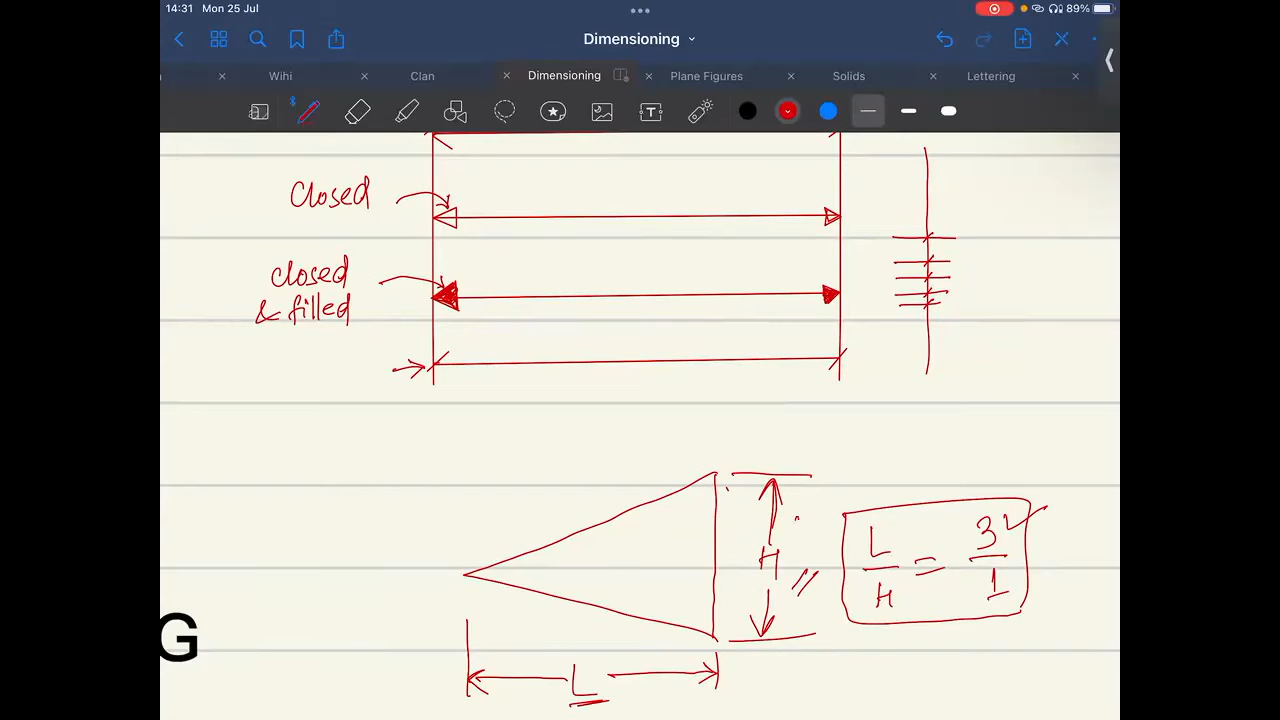 14:31 Mon 25 Jul
89%
Dimensioning
Wihi
Clan
Dimensioning
Plane Figures
Solids
Lettering
Closed
closed
& filled
H
L/H = 3/1
L
G